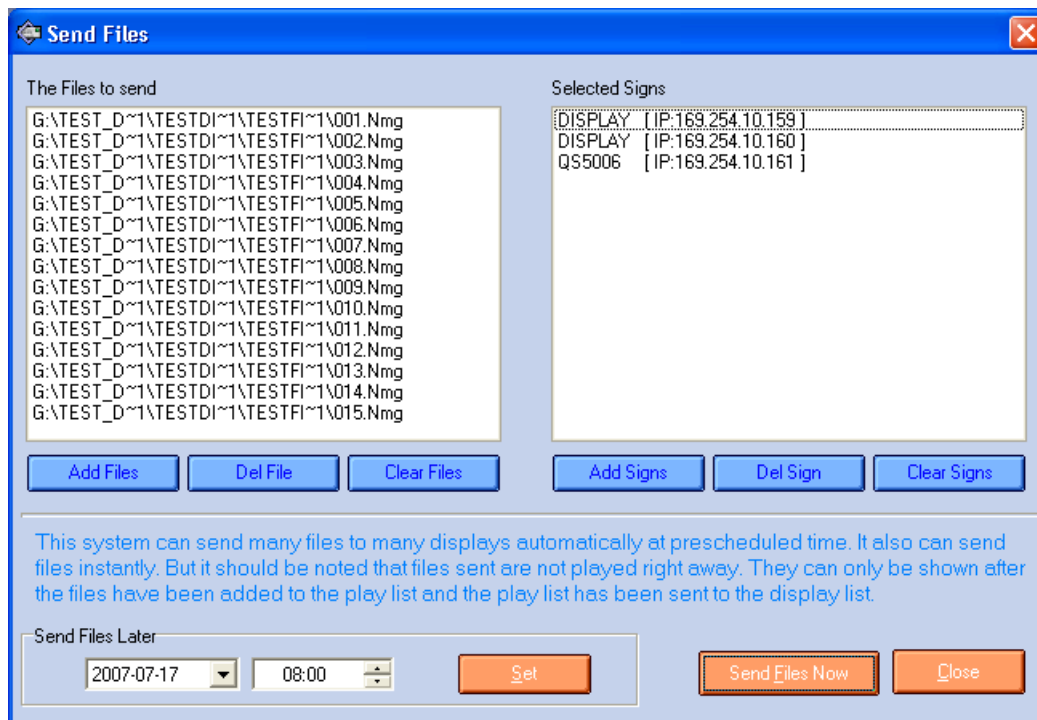 Send Files
The Files to send
G:\TEST_D~1\TESTDI~1\TESTFI~1\001.Nmg
G:\TEST_D~1\TESTDI~1\TESTFI~1\002.Nmg
G:\TEST_D~1\TESTDI~1\TESTFI~1\003.Nmg
G:\TEST_D~1\TESTDI~1\TESTFI~1\004.Nmg
G:\TEST_D~1\TESTDI~1\TESTFI~1\005.Nmg
G:\TEST_D~1\TESTDI~1\TESTFI~1\006.Nmg
G:\TEST_D~1\TESTDI~1\TESTFI~1\007.Nmg
G:\TEST_D~1\TESTDI~1\TESTFI~1\008.Nmg
G:\TEST_D~1\TESTDI~1\TESTFI~1\009.Nmg
G:\TEST_D~1\TESTDI~1\TESTFI~1\010.Nmg
G:\TEST_D~1\TESTDI~1\TESTFI~1\011.Nmg
G:\TEST_D~1\TESTDI~1\TESTFI~1\012.Nmg
G:\TEST_D~1\TESTDI~1\TESTFI~1\013.Nmg
G:\TEST_D~1\TESTDI~1\TESTFI~1\014.Nmg
G:\TEST_D~1\TESTDI~1\TESTFI~1\015.Nmg
Add Files Del File Clear Files
Selected Signs
DISPLAY [ IP:169.254.10.159 ]
DISPLAY [ IP:169.254.10.160 ]
QS5006 [ IP:169.254.10.161 ]
Add Signs Del Sign Clear Signs
This system can send many files to many displays automatically at prescheduled time. It also can send
files instantly. But it should be noted that files sent are not played right away. They can only be shown after
the files have been added to the play list and the play list has been sent to the display list.
Send Files Later
2007-07-17 08:00 Set
Send Files Now Close